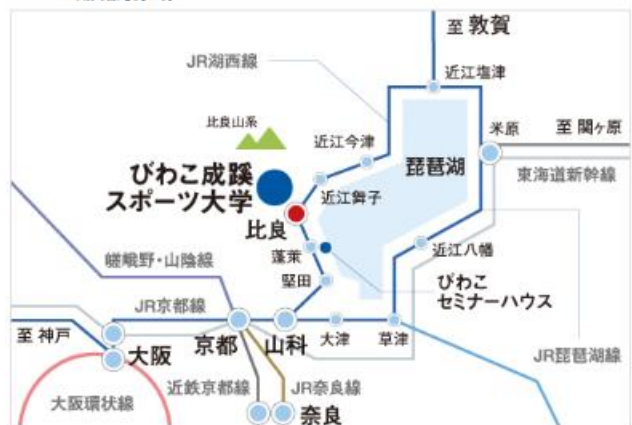 至 敦賀
JR湖西線
近江塩津
比良山系
近江今津
米原
至 関ヶ原
琵琶湖
東海道新幹線
びわこ成蹊
スポーツ大学
近江舞子
比良
蓬莱
近江八幡
嵯峨野・山陰線
堅田
びわこ
セミナーハウス
JR京都線
至 神戸
大阪
京都
山科
大津
草津
JR琵琶湖線
近鉄京都線
JR奈良線
大阪環状線
奈良